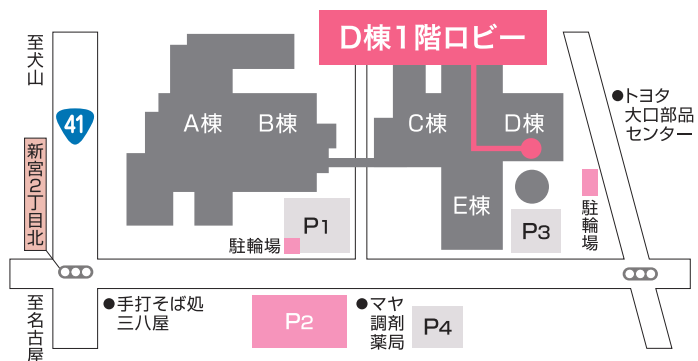 D棟1階ロビー
至犬山
41
新宮2丁目北
至名古屋
A棟
B棟
C棟
D棟
E棟
トヨタ
大口部品
センター
P1
駐輪場
P3
駐輪場
手打そば処
三八屋
P2
マヤ
調剤
薬局
P4